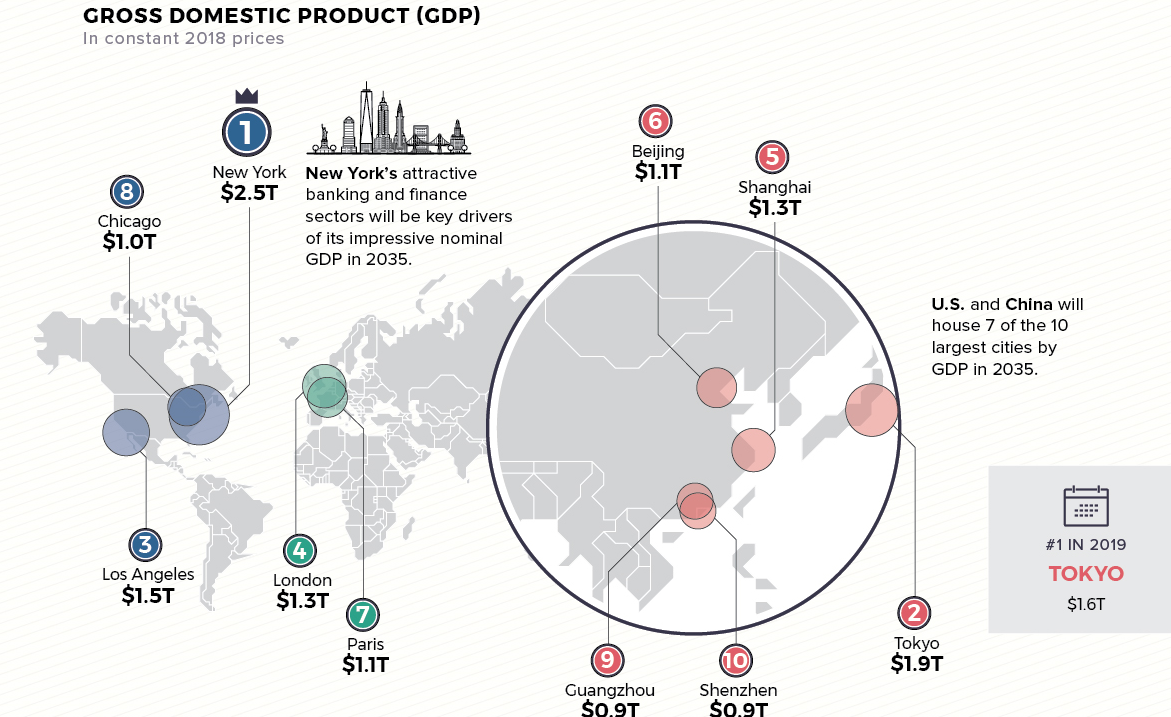 GROSS DOMESTIC PRODUCT (GDP)
In constant 2018 prices
1
New York
$2.5T
New York's attractive
banking and finance
sectors will be key drivers
of its impressive nominal
GDP in 2035.
6
Beijing
$1.1T
5
Shanghai
$1.3T
8
Chicago
$1.0T
U.S. and China will
house 7 of the 10
largest cities by
GDP in 2035.
3
Los Angeles
$1.5T
4
London
$1.3T
7
Paris
$1.1T
9
Guangzhou
$0.9T
10
Shenzhen
$0.9T
2
Tokyo
$1.9T
#1 IN 2019
TOKYO
$1.6T